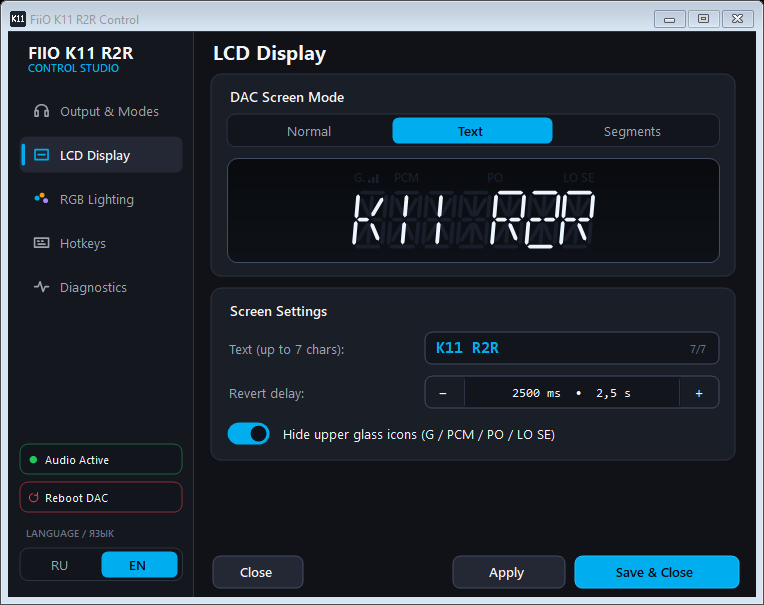 K11 FiiO K11 R2R Control
FIIO K11 R2R
CONTROL STUDIO
Output & Modes
LCD Display
RGB Lighting
Hotkeys
Diagnostics
Audio Active
Reboot DAC
LANGUAGE / ЯЗЫК
RU EN
LCD Display
DAC Screen Mode
Normal Text Segments
G. PCM PO LO SE
K11 R2R
Screen Settings
Text (up to 7 chars): K11 R2R 7/7
Revert delay: − 2500 ms • 2,5 s +
Hide upper glass icons (G / PCM / PO / LO SE)
Close Apply Save & Close